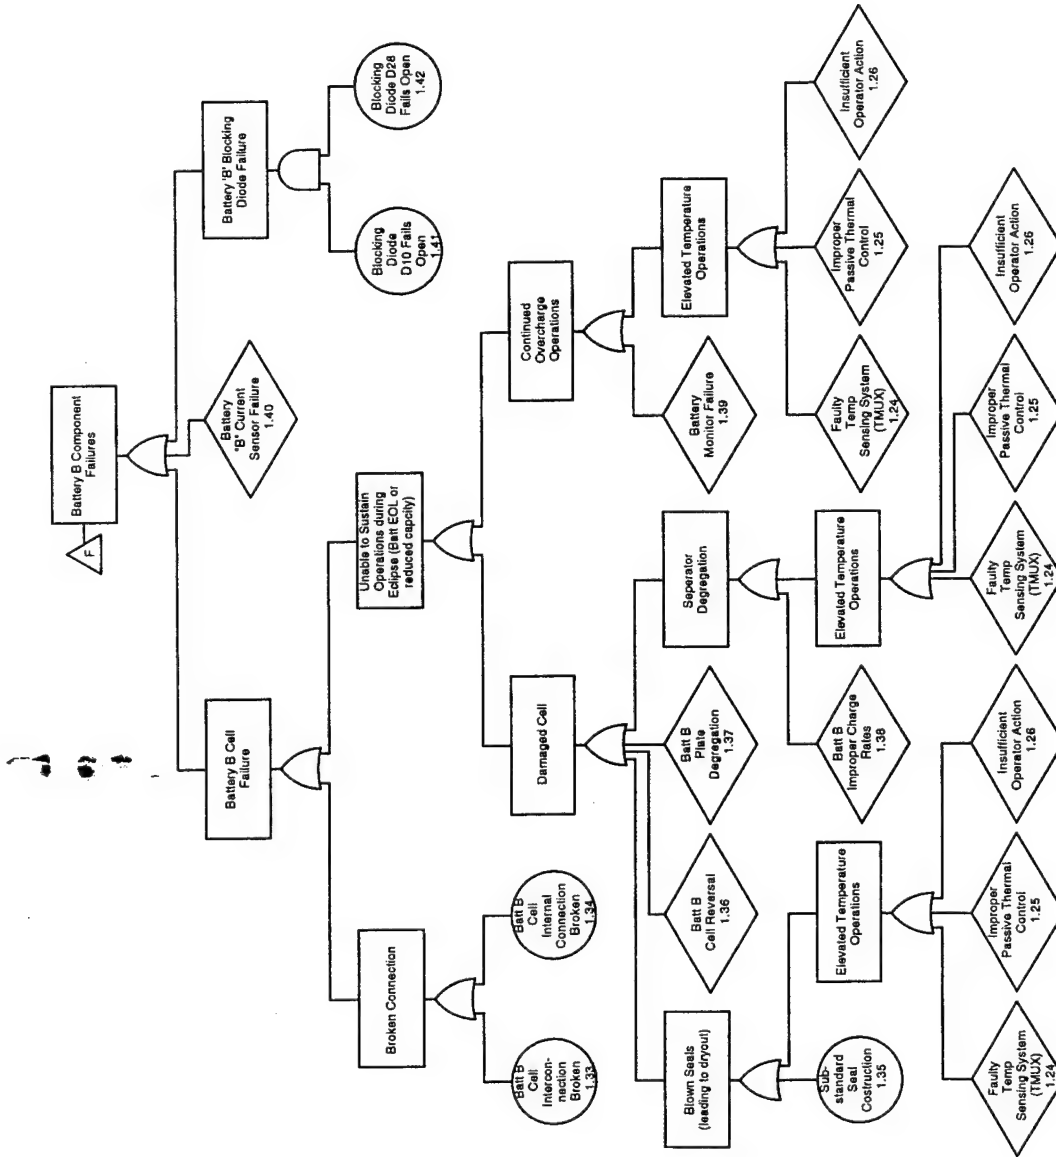 Battery B Component
Failures
F
Battery B Cell
Failure
Battery
"B" Current
Sensor Failure
1.40
Battery 'B' Blocking
Diode Failure
Broken Connection
Unable to Sustain
Operations during
Eclipse (Batt EOL or
reduced capcity)
Blocking
Diode
D10 Fails
Open
1.41
Blocking
Diode D26
Fails Open
1.42
Batt B
Cell
Intercon-
nection
Broken
1.33
Batt B
Cell
Internal
Connection
Broken
1.34
Damaged Cell
Continued
Overcharge
Operations
Blown Seals
(leading to dryout)
Batt B
Cell Reversal
1.36
Batt B
Plate
Degregation
1.37
Seperator
Degregation
Battery
Monitor Failure
1.39
Elevated Temperature
Operations
Sub-
standard
Seal
Costruction
1.35
Elevated Temperature
Operations
Batt B
Improper Charge
Rates
1.38
Elevated Temperature
Operations
Faulty
Temp
Sensing System
(TMUX)
1.24
Improper
Passive Thermal
Control
1.25
Insufficient
Operator Action
1.26
Faulty
Temp
Sensing System
(TMUX)
1.24
Improper
Passive Thermal
Control
1.25
Insufficient
Operator Action
1.26
Faulty
Temp
Sensing System
(TMUX)
1.24
Improper
Passive Thermal
Control
1.25
Insufficient
Operator Action
1.26